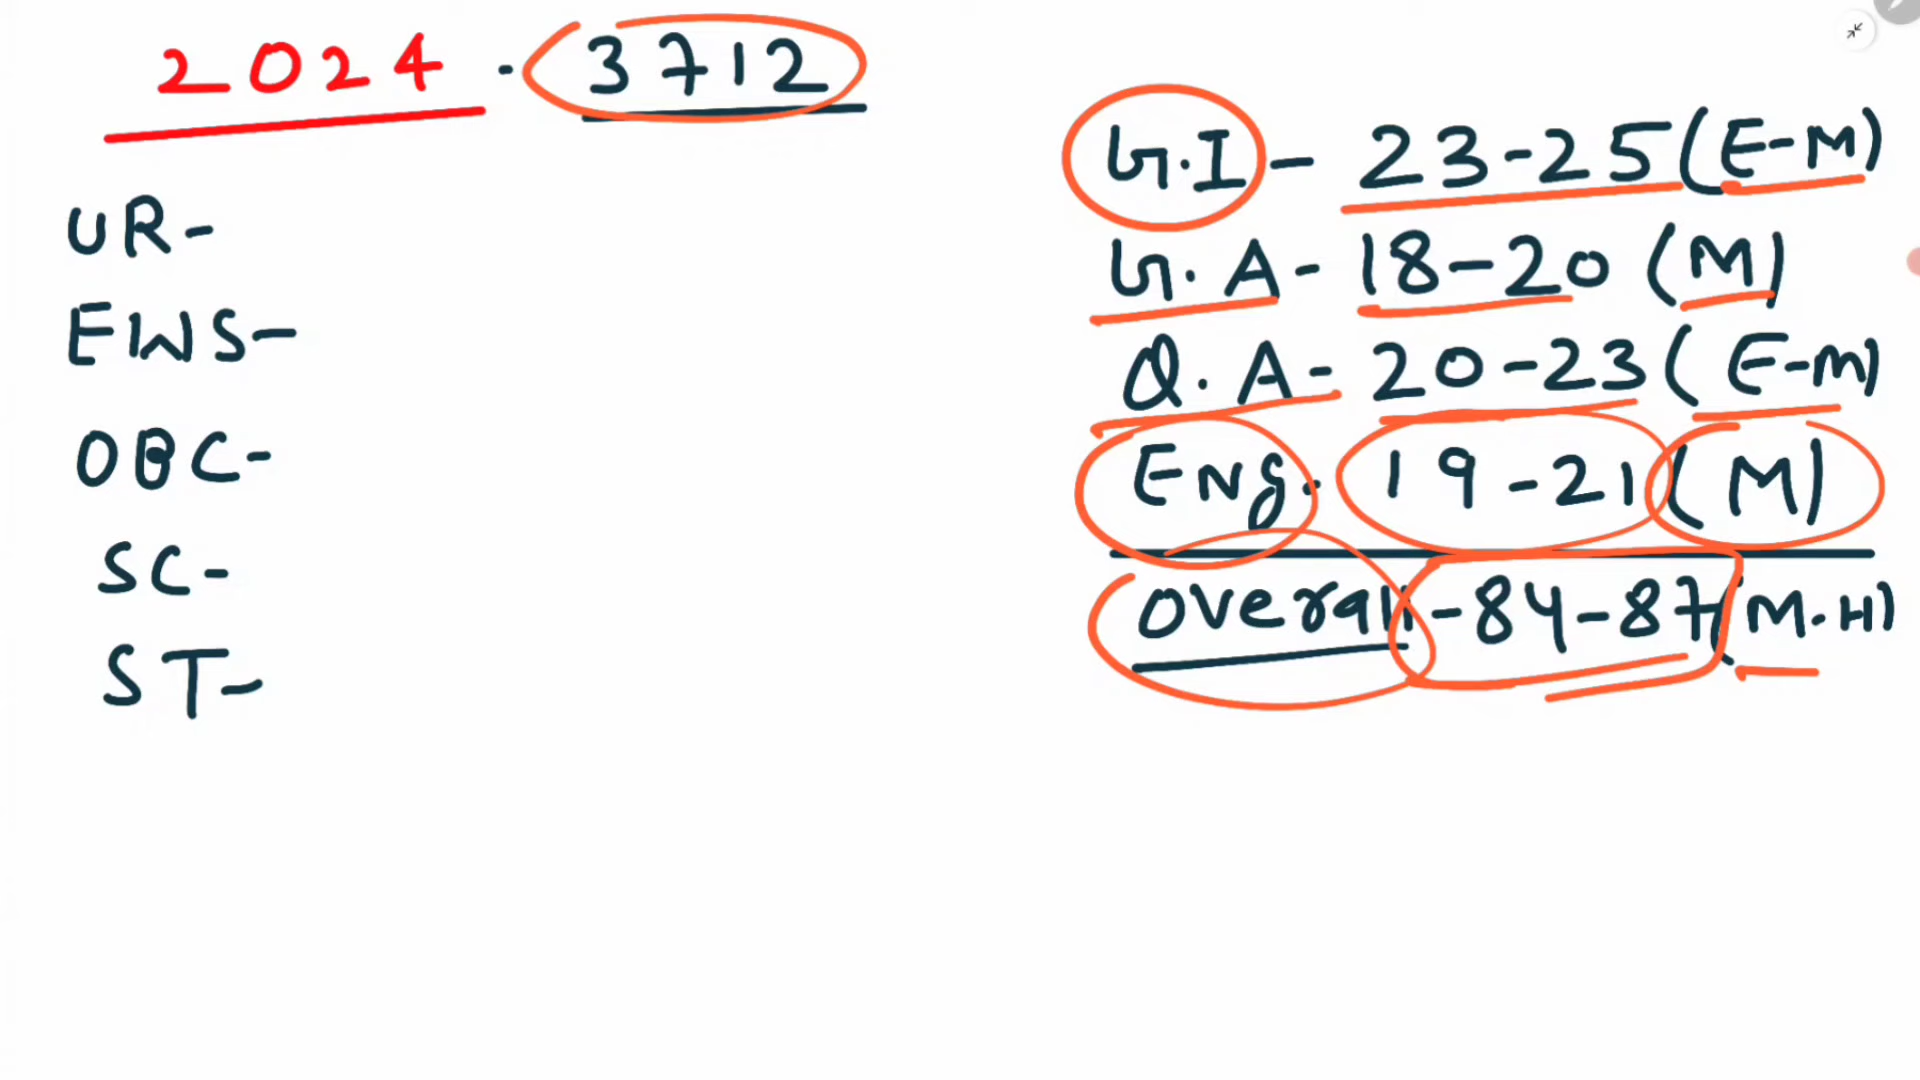 2024 - 3712
UR-
EWS-
OBC-
SC-
ST-
G.I - 23-25 (E-M)
G.A - 18-20 (M)
Q.A - 20-23 (E-M)
Eng - 19-21 (M)
overall - 84-87 (M-H)